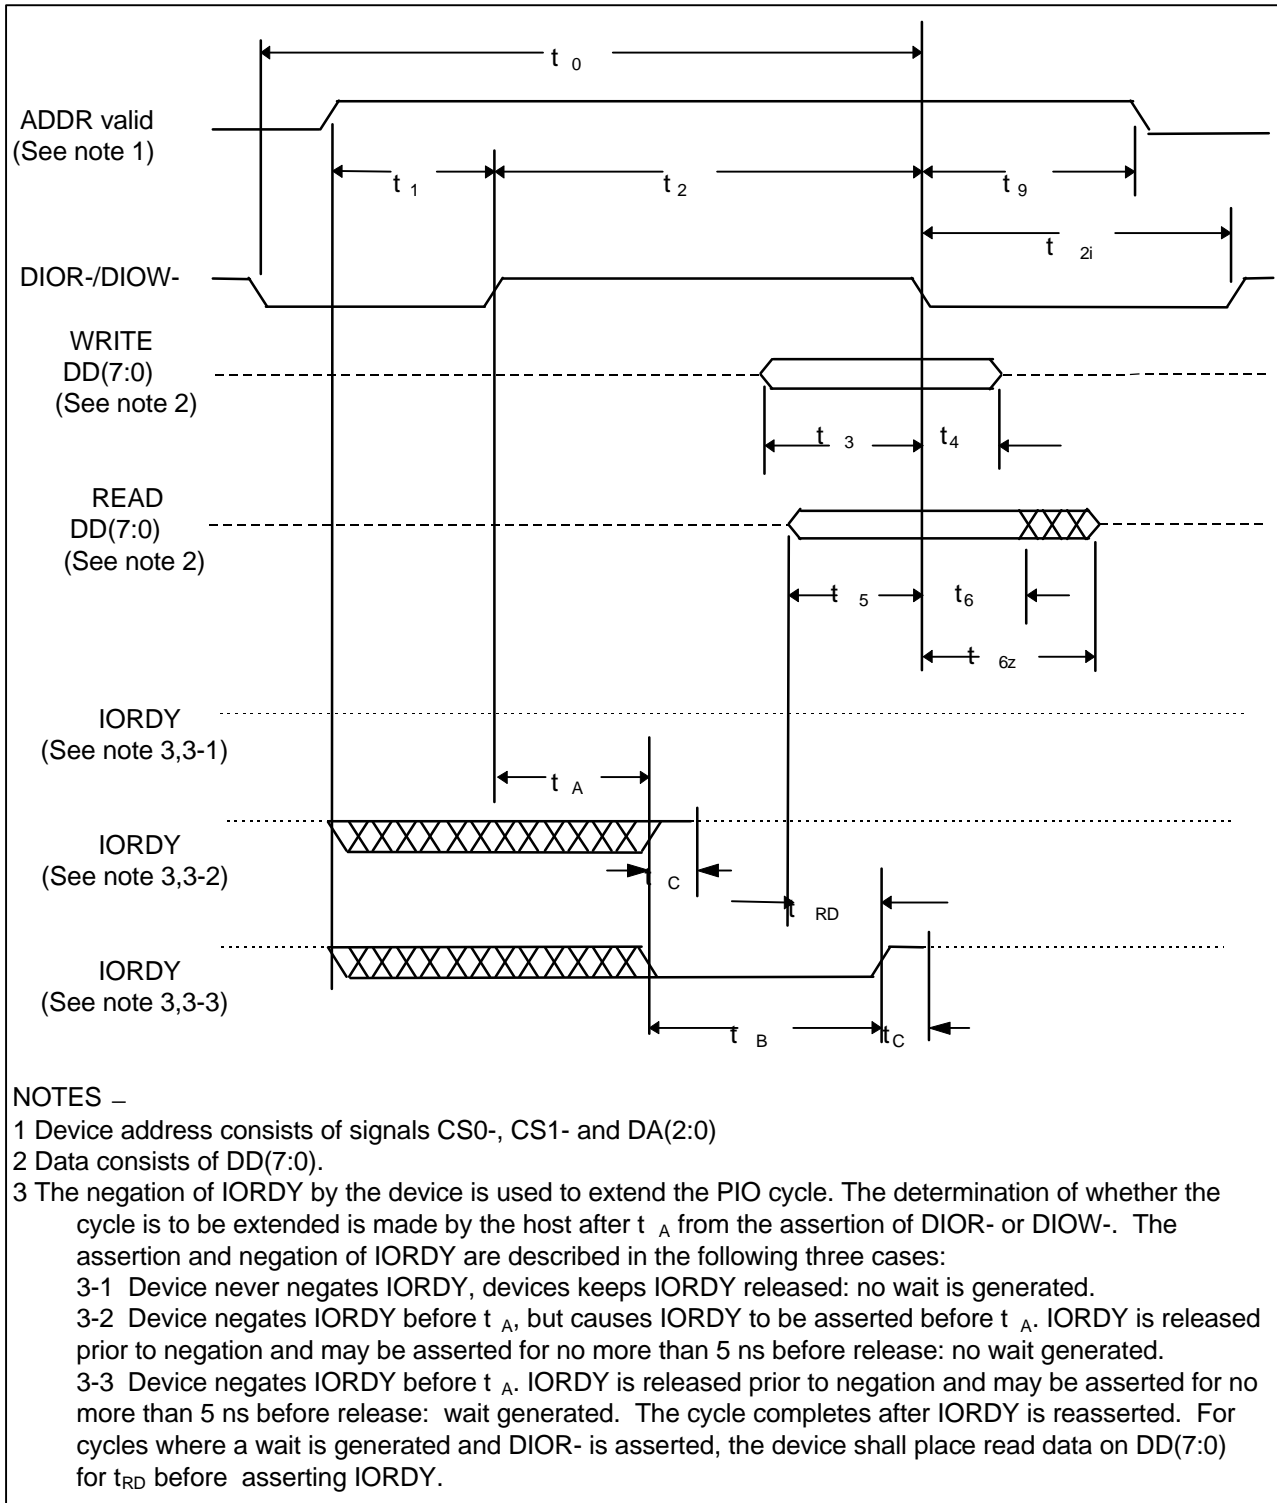 t 0
ADDR valid
(See note 1)
t 1
t 2
t 9
t 2i
DIOR-/DIOW-
WRITE
DD(7:0)
(See note 2)
t 3
t4
READ
DD(7:0)
(See note 2)
t 5
t6
t 6z
IORDY
(See note 3,3-1)
t A
IORDY
(See note 3,3-2)
t C
t RD
IORDY
(See note 3,3-3)
t B
tC
NOTES –
1 Device address consists of signals CS0-, CS1- and DA(2:0)
2 Data consists of DD(7:0).
3 The negation of IORDY by the device is used to extend the PIO cycle. The determination of whether the
cycle is to be extended is made by the host after t A from the assertion of DIOR- or DIOW-. The
assertion and negation of IORDY are described in the following three cases:
3-1 Device never negates IORDY, devices keeps IORDY released: no wait is generated.
3-2 Device negates IORDY before t A, but causes IORDY to be asserted before t A. IORDY is released
prior to negation and may be asserted for no more than 5 ns before release: no wait generated.
3-3 Device negates IORDY before t A. IORDY is released prior to negation and may be asserted for no
more than 5 ns before release: wait generated. The cycle completes after IORDY is reasserted. For
cycles where a wait is generated and DIOR- is asserted, the device shall place read data on DD(7:0)
for tRD before asserting IORDY.